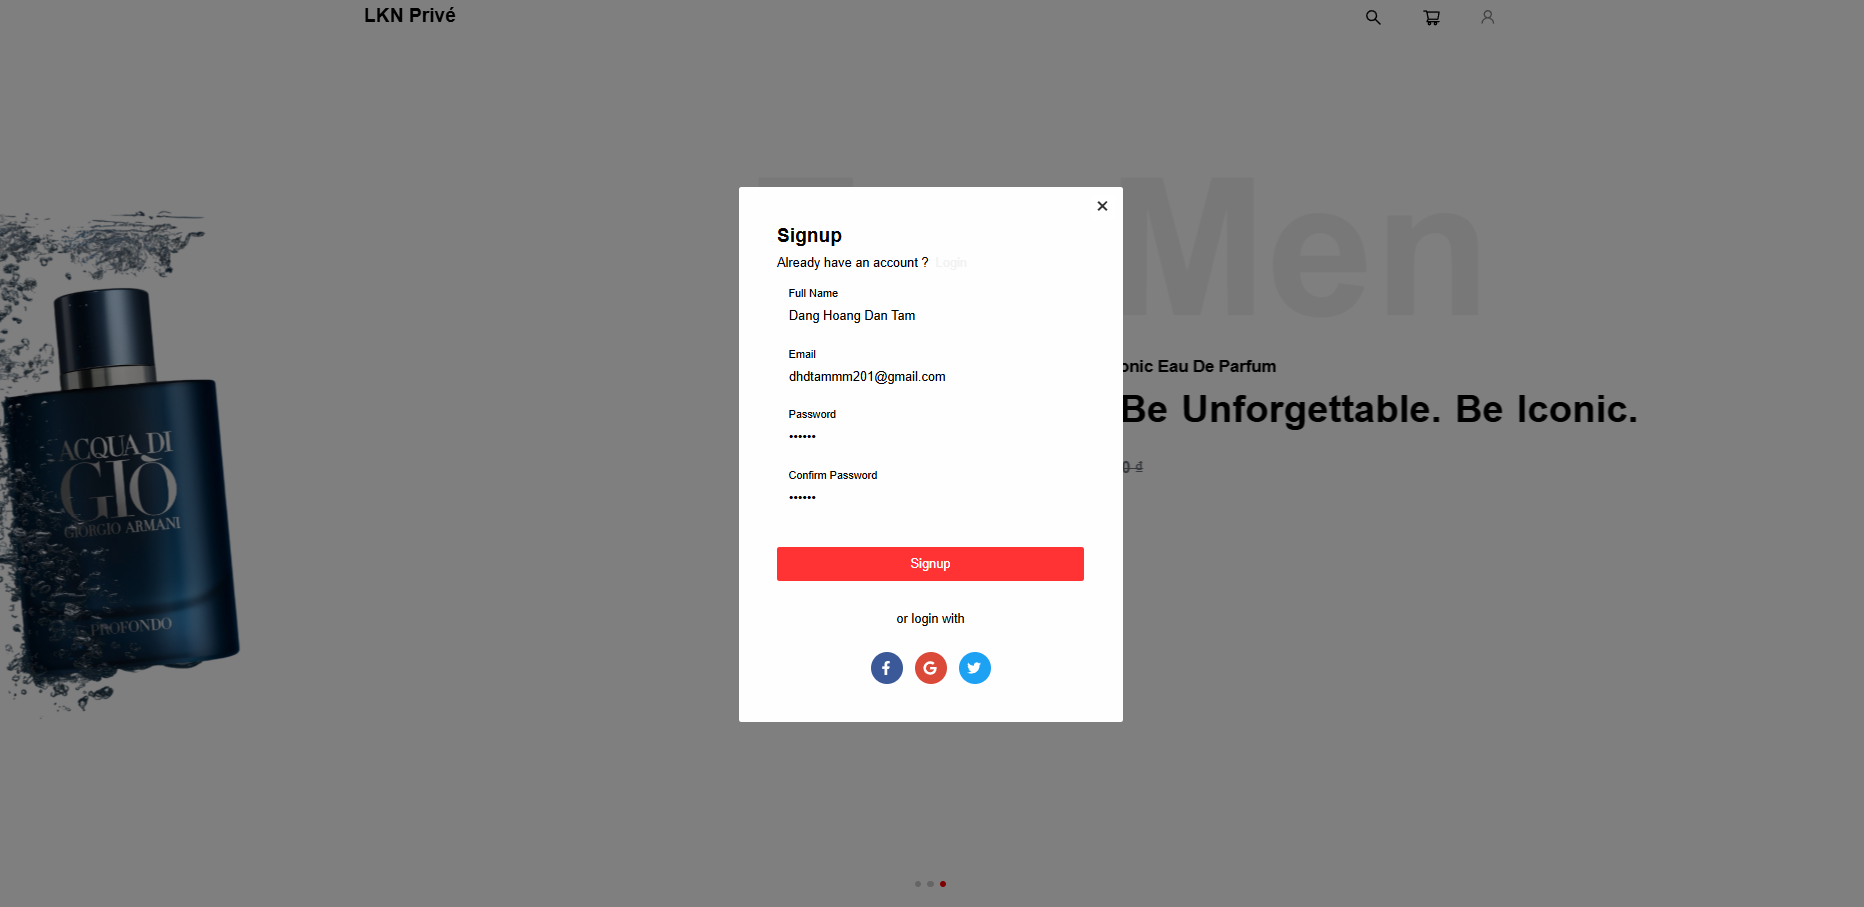 LKN Privé
Men
Signup
Already have an account ? Login
Full Name
Dang Hoang Dan Tam
Email
dhdtammm201@gmail.com
Password
••••••
Confirm Password
••••••
Signup
or login with
onic Eau De Parfum
Be Unforgettable. Be Iconic.
0 ₫
ACQUA DI
GIÒ
GIORGIO ARMANI
PROFONDO